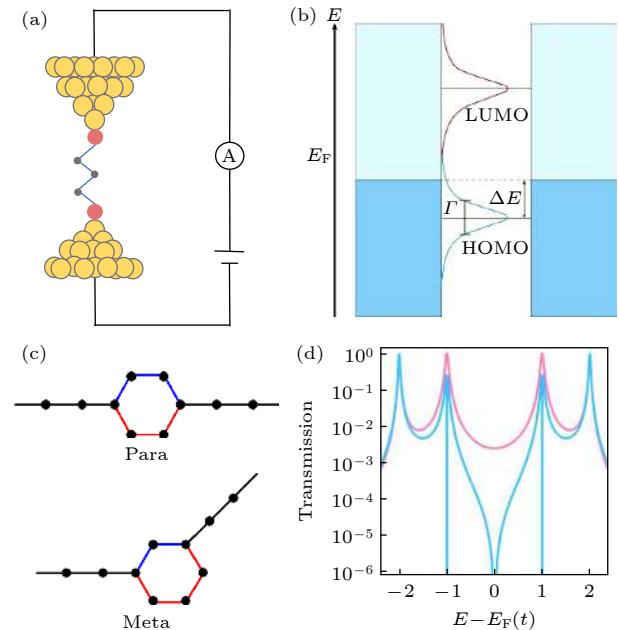 (a)
A
(b)
E
E_F
LUMO
ΔE
Γ
HOMO
(c)
Para
Meta
(d)
Transmission
10^0
10^-1
10^-2
10^-3
10^-4
10^-5
10^-6
-2 -1 0 1 2
E-E_F(t)